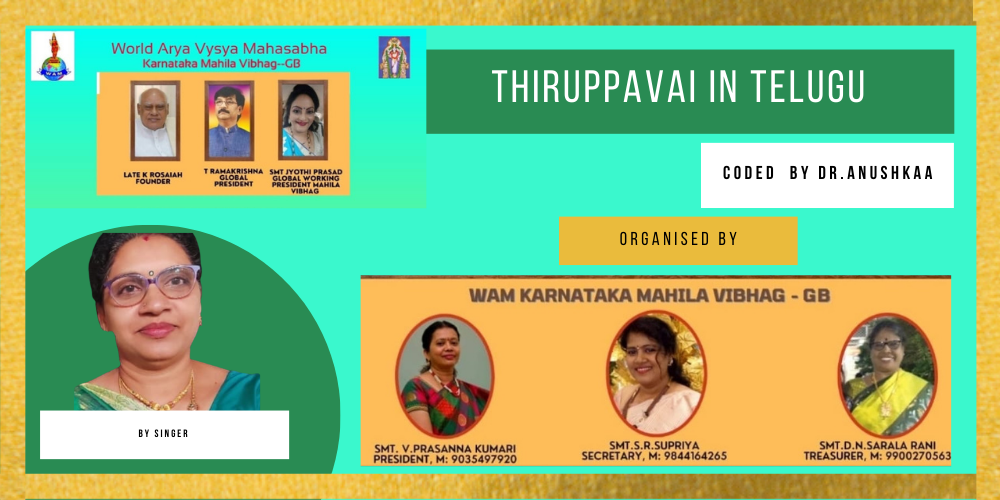 World Arya Vysya Mahasabha
Karnataka Mahila Vibhag--GB
WAM
LATE K ROSAIAH
FOUNDER
T RAMAKRISHNA
GLOBAL
PRESIDENT
SMT JYOTHI PRASAD
GLOBAL WORKING
PRESIDENT MAHILA
VIBHAG
THIRUPPAVAI IN TELUGU
CODED BY DR.ANUSHKAA
ORGANISED BY
WAM KARNATAKA MAHILA VIBHAG - GB
SMT. V.PRASANNA KUMARI
PRESIDENT, M: 9035497920
SMT.S.R.SUPRIYA
SECRETARY, M: 9844164265
SMT.D.N.SARALA RANI
TREASURER, M: 9900270563
BY SINGER